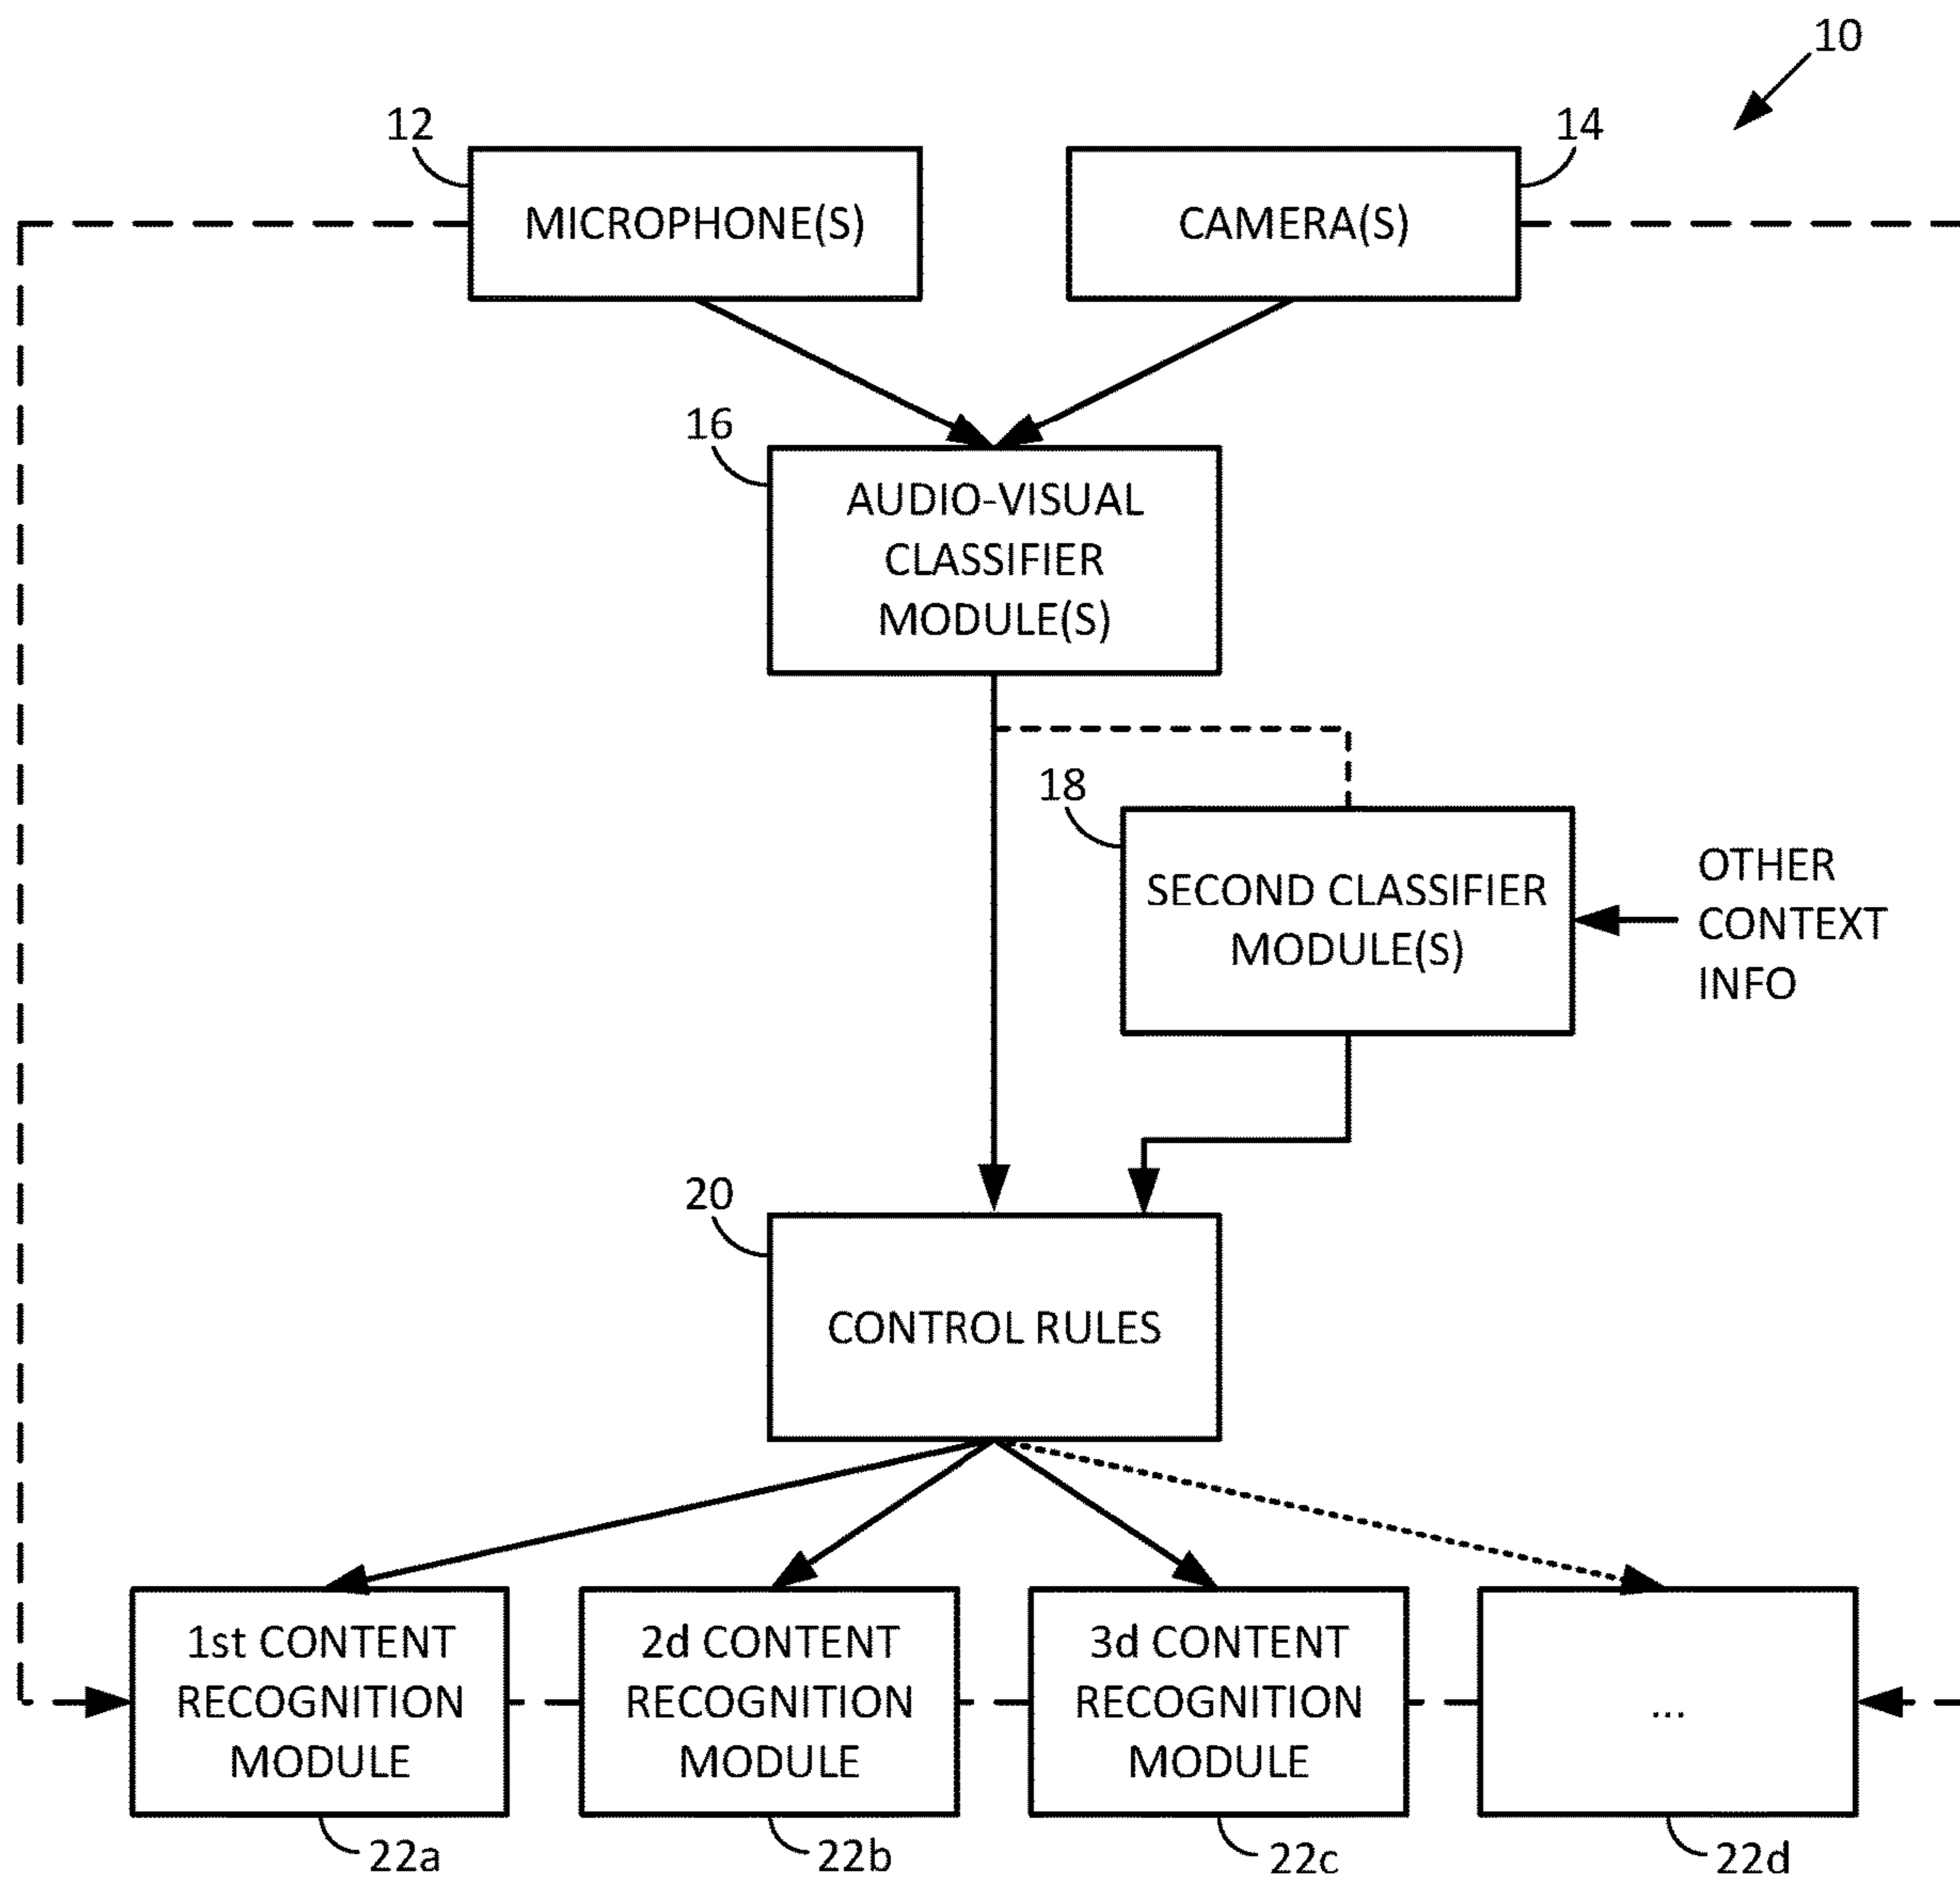 10
12
14
MICROPHONE(S)
CAMERA(S)
16
AUDIO-VISUAL
CLASSIFIER
MODULE(S)
18
SECOND CLASSIFIER
MODULE(S)
OTHER
CONTEXT
INFO
20
CONTROL RULES
1st CONTENT
RECOGNITION
MODULE
2d CONTENT
RECOGNITION
MODULE
3d CONTENT
RECOGNITION
MODULE
...
22a
22b
22c
22d